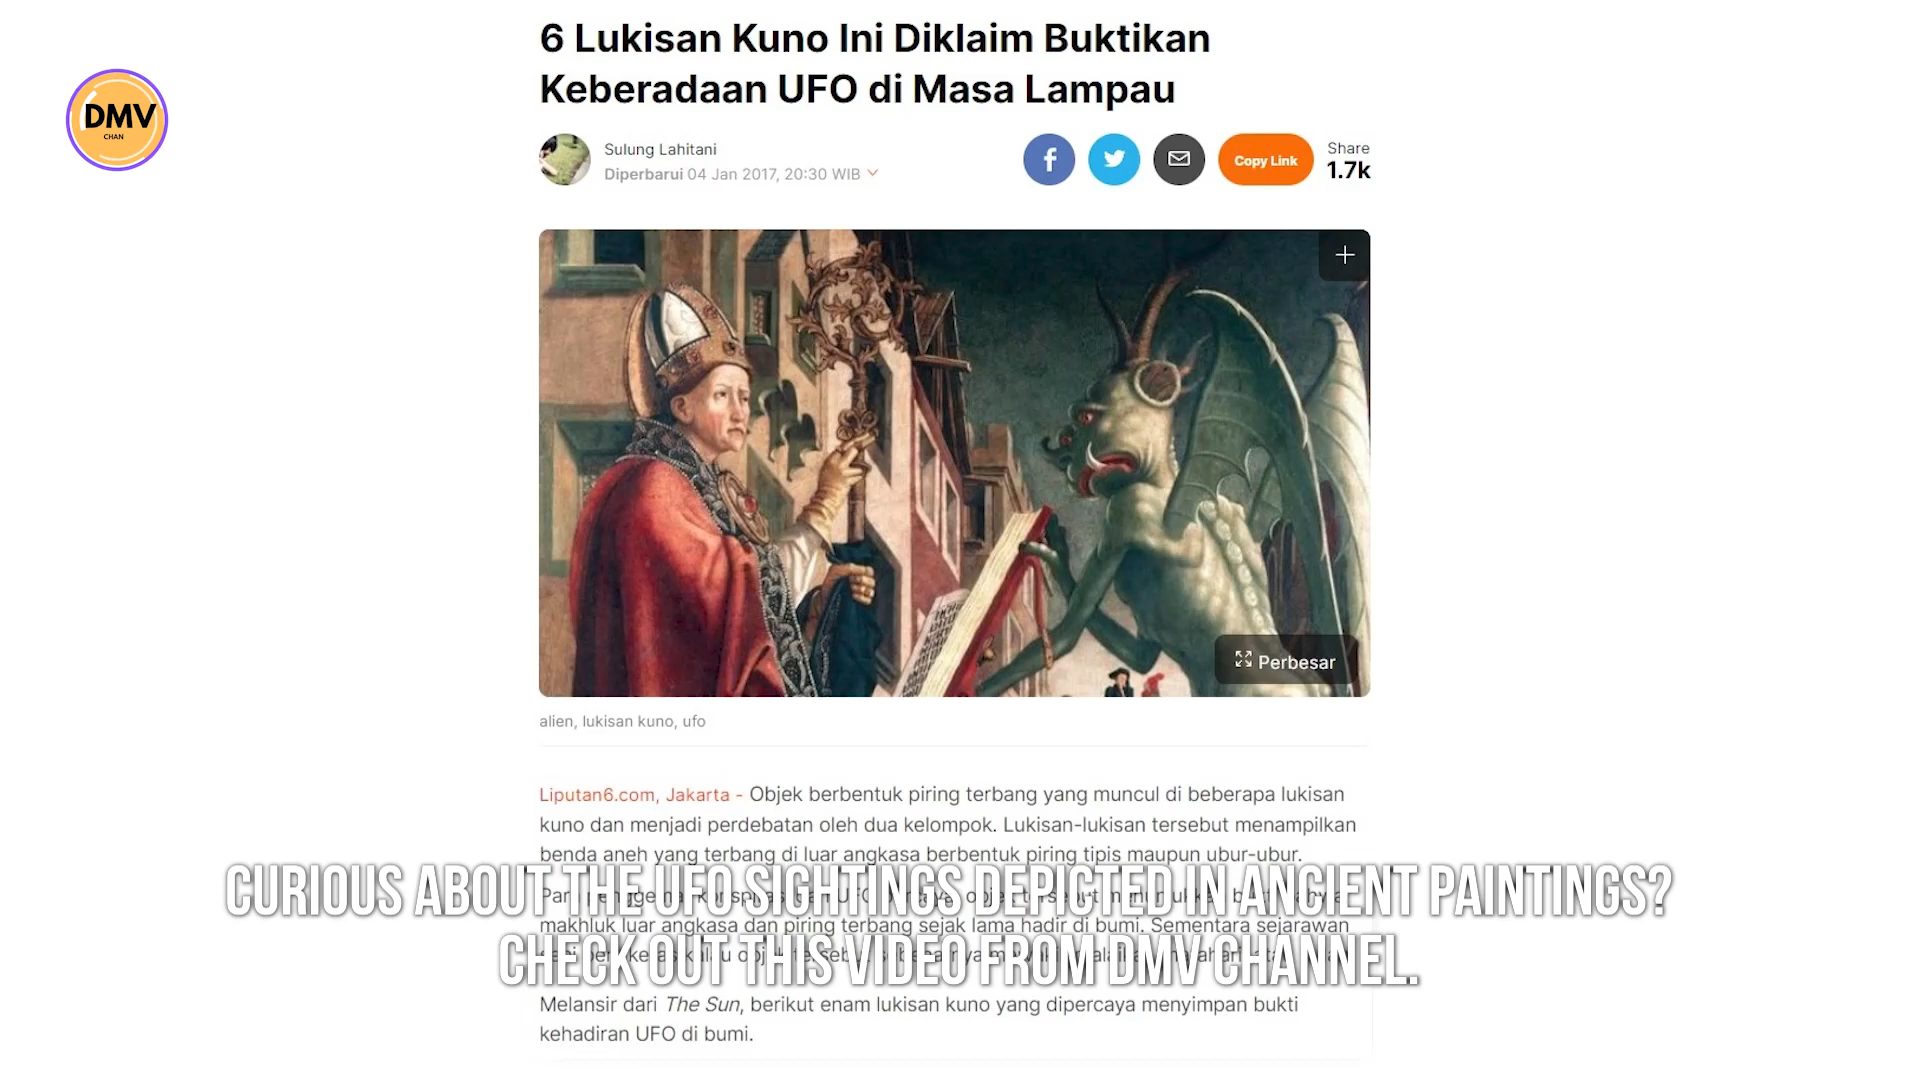 6 Lukisan Kuno Ini Diklaim Buktikan
Keberadaan UFO di Masa Lampau
DMV
CHAN
Sulung Lahitani
Diperbarui 04 Jan 2017, 20:30 WIB
f
Copy Link
Share
1.7k
Perbesar
alien, lukisan kuno, ufo
Liputan6.com, Jakarta - Objek berbentuk piring terbang yang muncul di beberapa lukisan
kuno dan menjadi perdebatan oleh dua kelompok. Lukisan-lukisan tersebut menampilkan
benda aneh yang terbang di luar angkasa berbentuk piring tipis maupun ubur-ubur.
CURIOUS ABOUT THE UFO SIGHTINGS DEPICTED IN ANCIENT PAINTINGS?
makhluk luar angkasa dan piring terbang sejak lama hadir di bumi. Sementara sejarawan
CHECK OUT THIS VIDEO FROM DMV CHANNEL.
Melansir dari The Sun, berikut enam lukisan kuno yang dipercaya menyimpan bukti
kehadiran UFO di bumi.